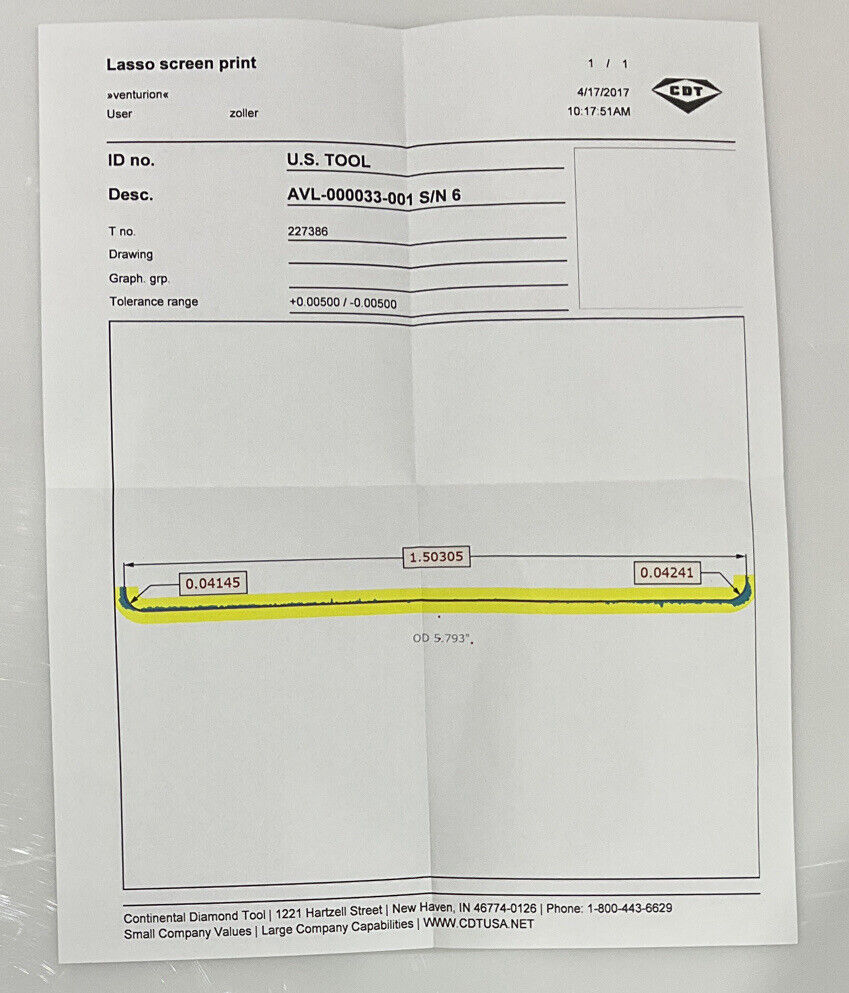 Lasso screen print
1 / 1
»venturion«
4/17/2017
CDT
User zoller
10:17:51AM
ID no. U.S. TOOL
Desc. AVL-000033-001 S/N 6
T no. 227386
Drawing
Graph. grp.
Tolerance range +0.00500 / -0.00500
1.50305
0.04145
0.04241
OD 5.793".
Continental Diamond Tool | 1221 Hartzell Street | New Haven, IN 46774-0126 | Phone: 1-800-443-6629
Small Company Values | Large Company Capabilities | WWW.CDTUSA.NET